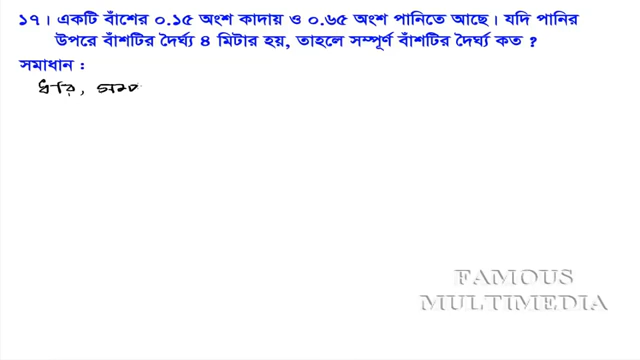 ১৭। একটি বাঁশের ০.১৫ অংশ কাদায় ও ০.৬৫ অংশ পানিতে আছে। যদি পানির
উপরে বাঁশটির দৈর্ঘ্য ৪ মিটার হয়, তাহলে সম্পূর্ণ বাঁশটির দৈর্ঘ্য কত ?
সমাধান :
ধরি,
FAMOUS
MULTIMEDIA